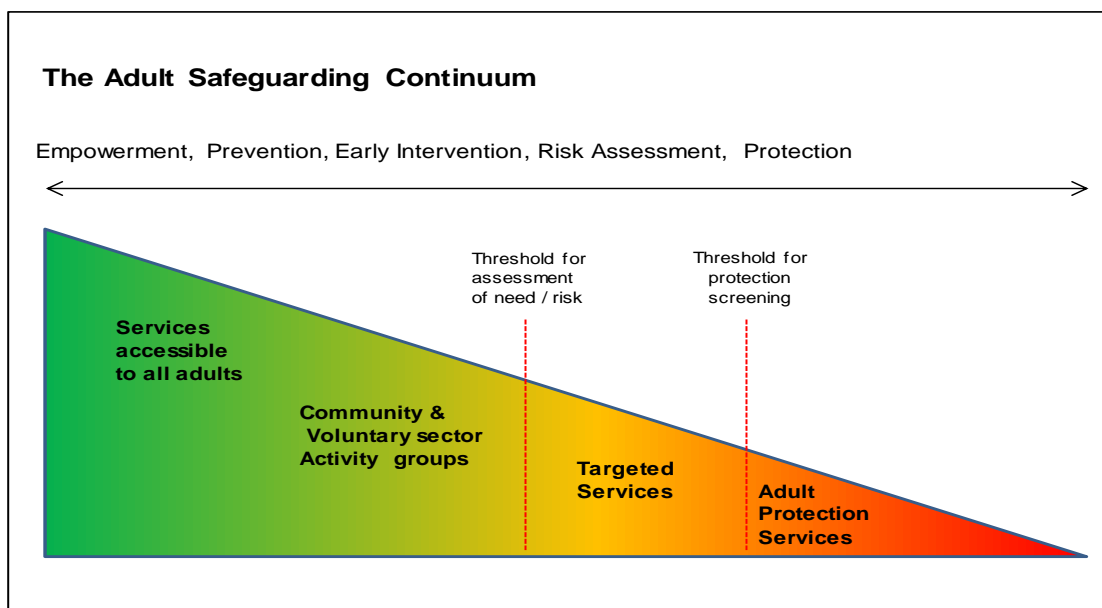 The Adult Safeguarding Continuum
Empowerment, Prevention, Early Intervention, Risk Assessment, Protection
Threshold for
assessment
of need / risk
Threshold for
protection
screening
Services
accessible
to all adults
Community &
Voluntary sector
Activity groups
Targeted
Services
Adult
Protection
Services